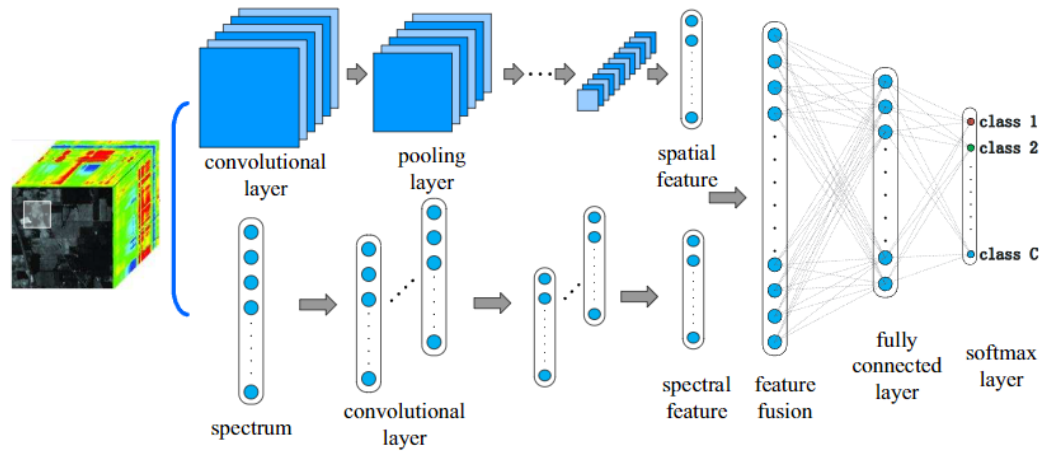 convolutional
layer
pooling
layer
spatial
feature
class 1
class 2
class C
spectrum
convolutional
layer
spectral
feature
feature
fusion
fully
connected
layer
softmax
layer